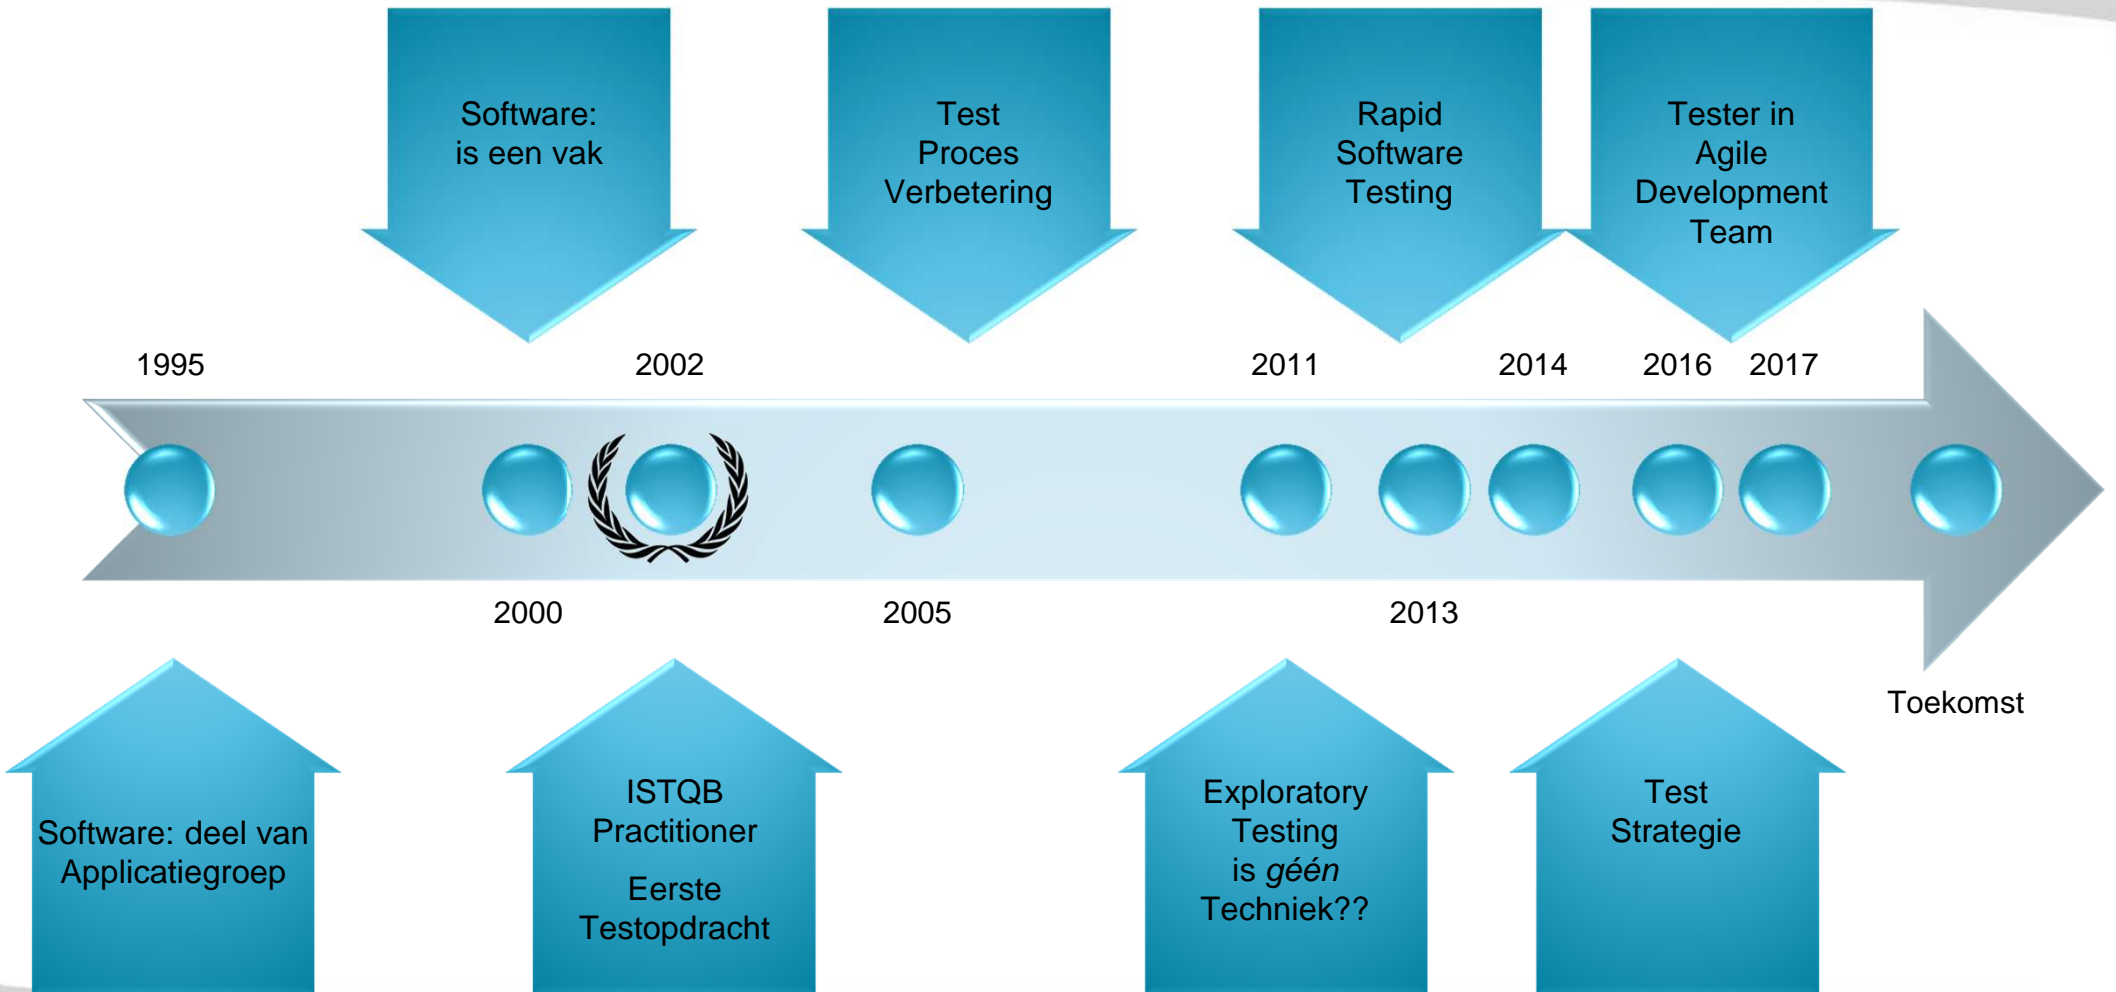 Software:
is een vak
Test
Proces
Verbetering
Rapid
Software
Testing
Tester in
Agile
Development
Team
1995
2002
2011
2014
2016
2017
2000
2005
2013
Toekomst
Software: deel van
Applicatiegroep
ISTQB
Practitioner
Eerste
Testopdracht
Exploratory
Testing
is géén
Techniek??
Test
Strategie